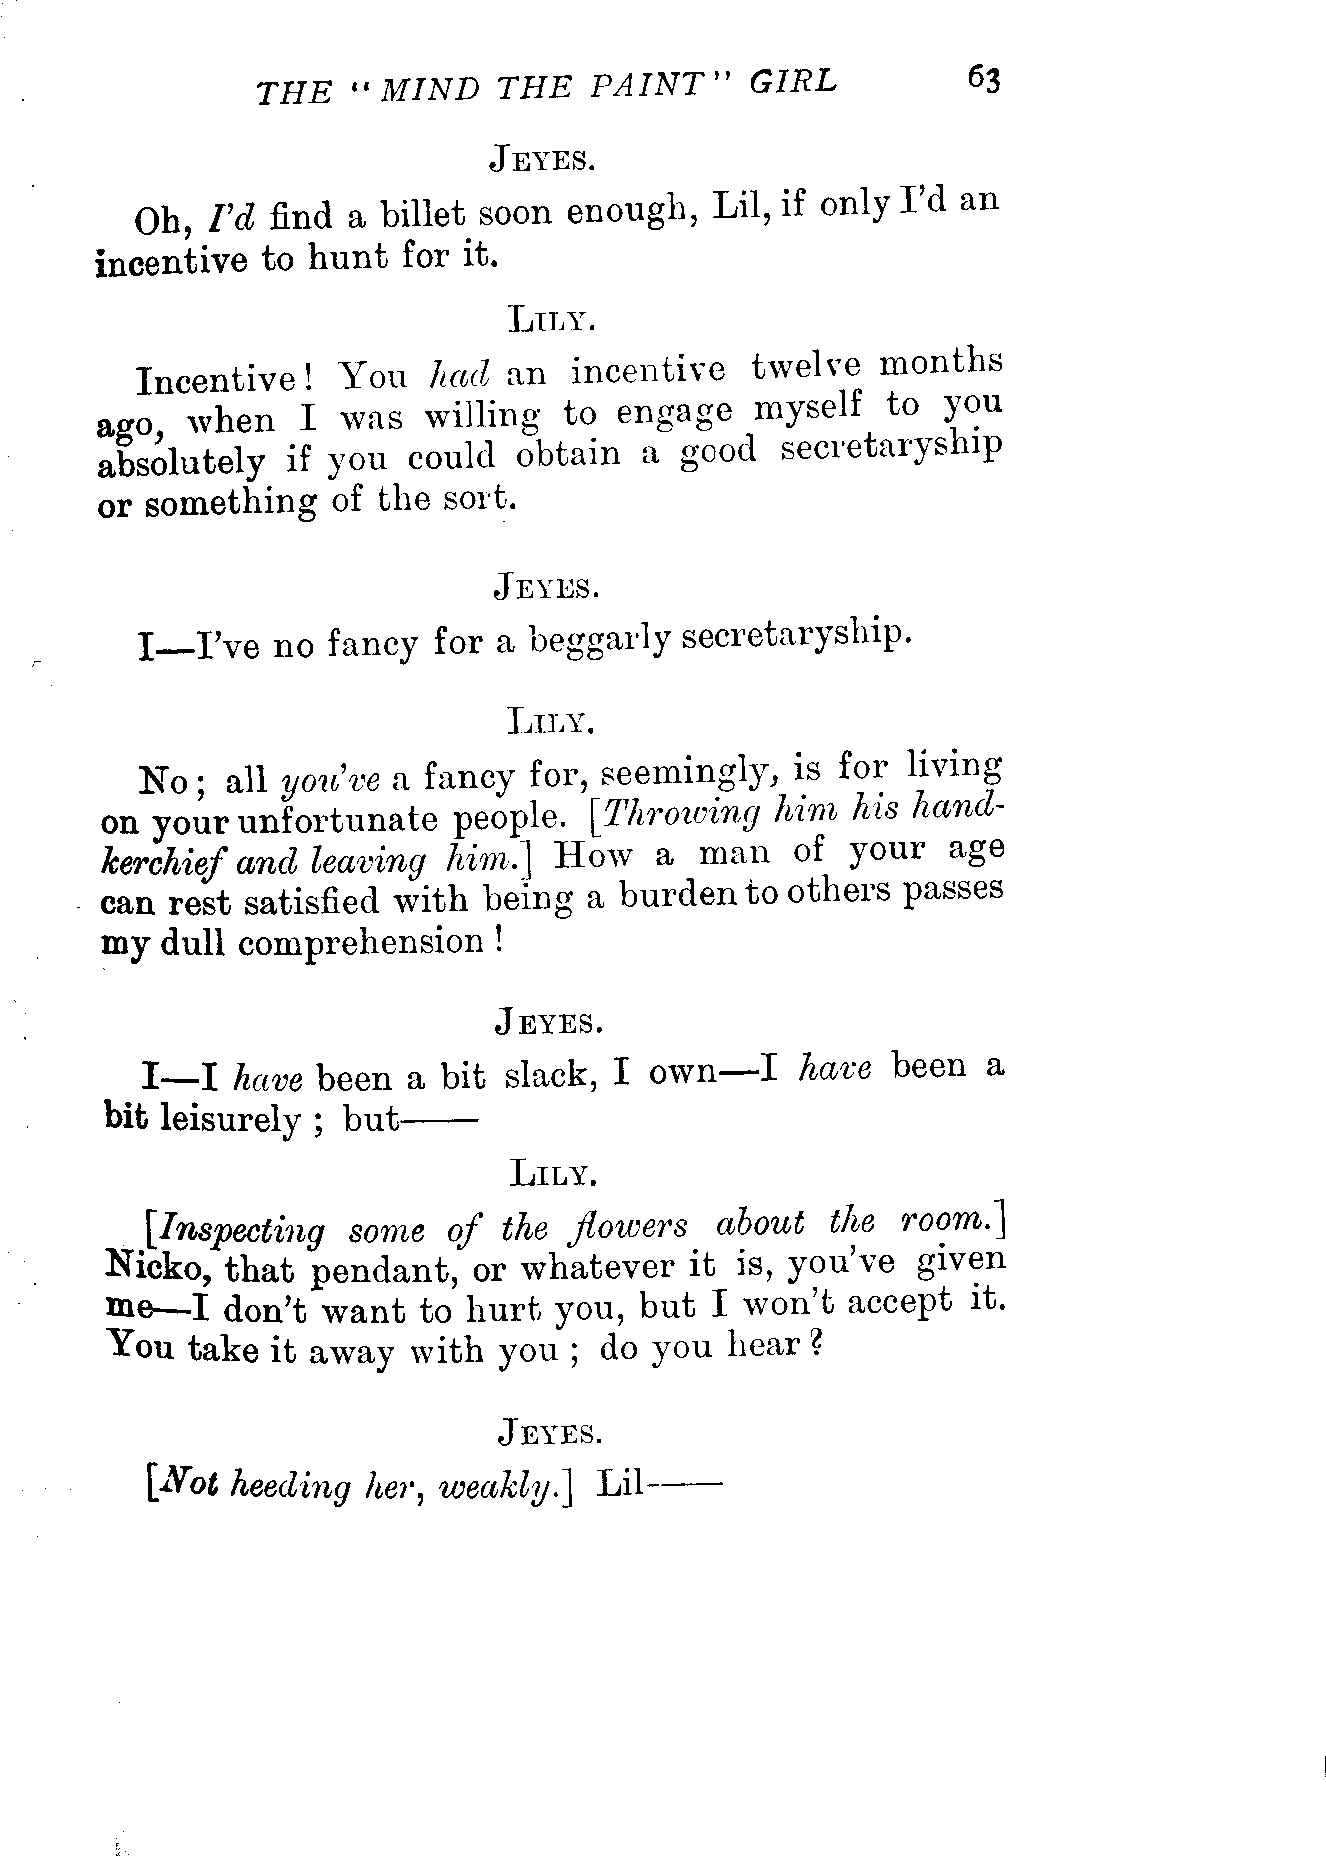 THE "MIND THE PAINT" GIRL 63
JEYES.
Oh, I'd find a billet soon enough, Lil, if only I'd an
incentive to hunt for it.
LILY.
Incentive! You had an incentive twelve months
ago, when I was willing to engage myself to you
absolutely if you could obtain a good secretaryship
or something of the sort.
JEYES.
I—I've no fancy for a beggarly secretaryship.
LILY.
No; all you've a fancy for, seemingly, is for living
on your unfortunate people. [Throwing him his hand-
kerchief and leaving him.] How a man of your age
can rest satisfied with being a burden to others passes
my dull comprehension!
JEYES.
I—I have been a bit slack, I own—I have been a
bit leisurely; but——
LILY.
[Inspecting some of the flowers about the room.]
Nicko, that pendant, or whatever it is, you've given
me—I don't want to hurt you, but I won't accept it.
You take it away with you; do you hear?
JEYES.
[Not heeding her, weakly.] Lil——